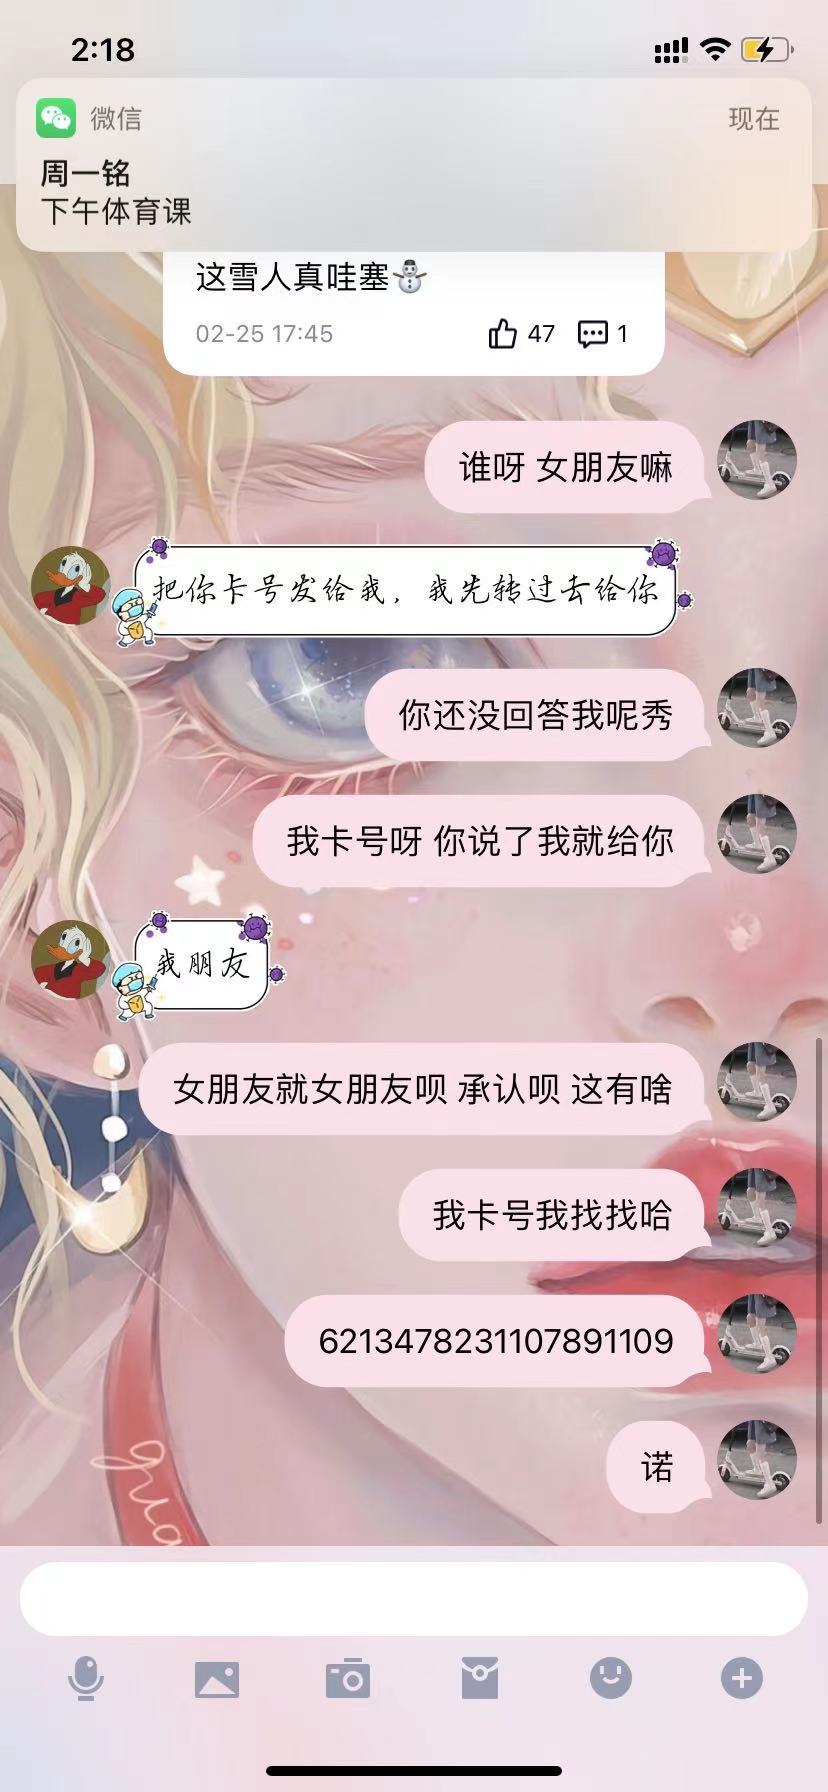 2:18
微信
现在
周一铭
下午体育课
这雪人真哇塞⛄
02-25 17:45
47
1
谁呀 女朋友嘛
把你卡号发给我，我先转过去给你
你还没回答我呢秀
我卡号呀 你说了我就给你
我朋友
女朋友就女朋友呗 承认呗 这有啥
我卡号我找找哈
6213478231107891109
诺